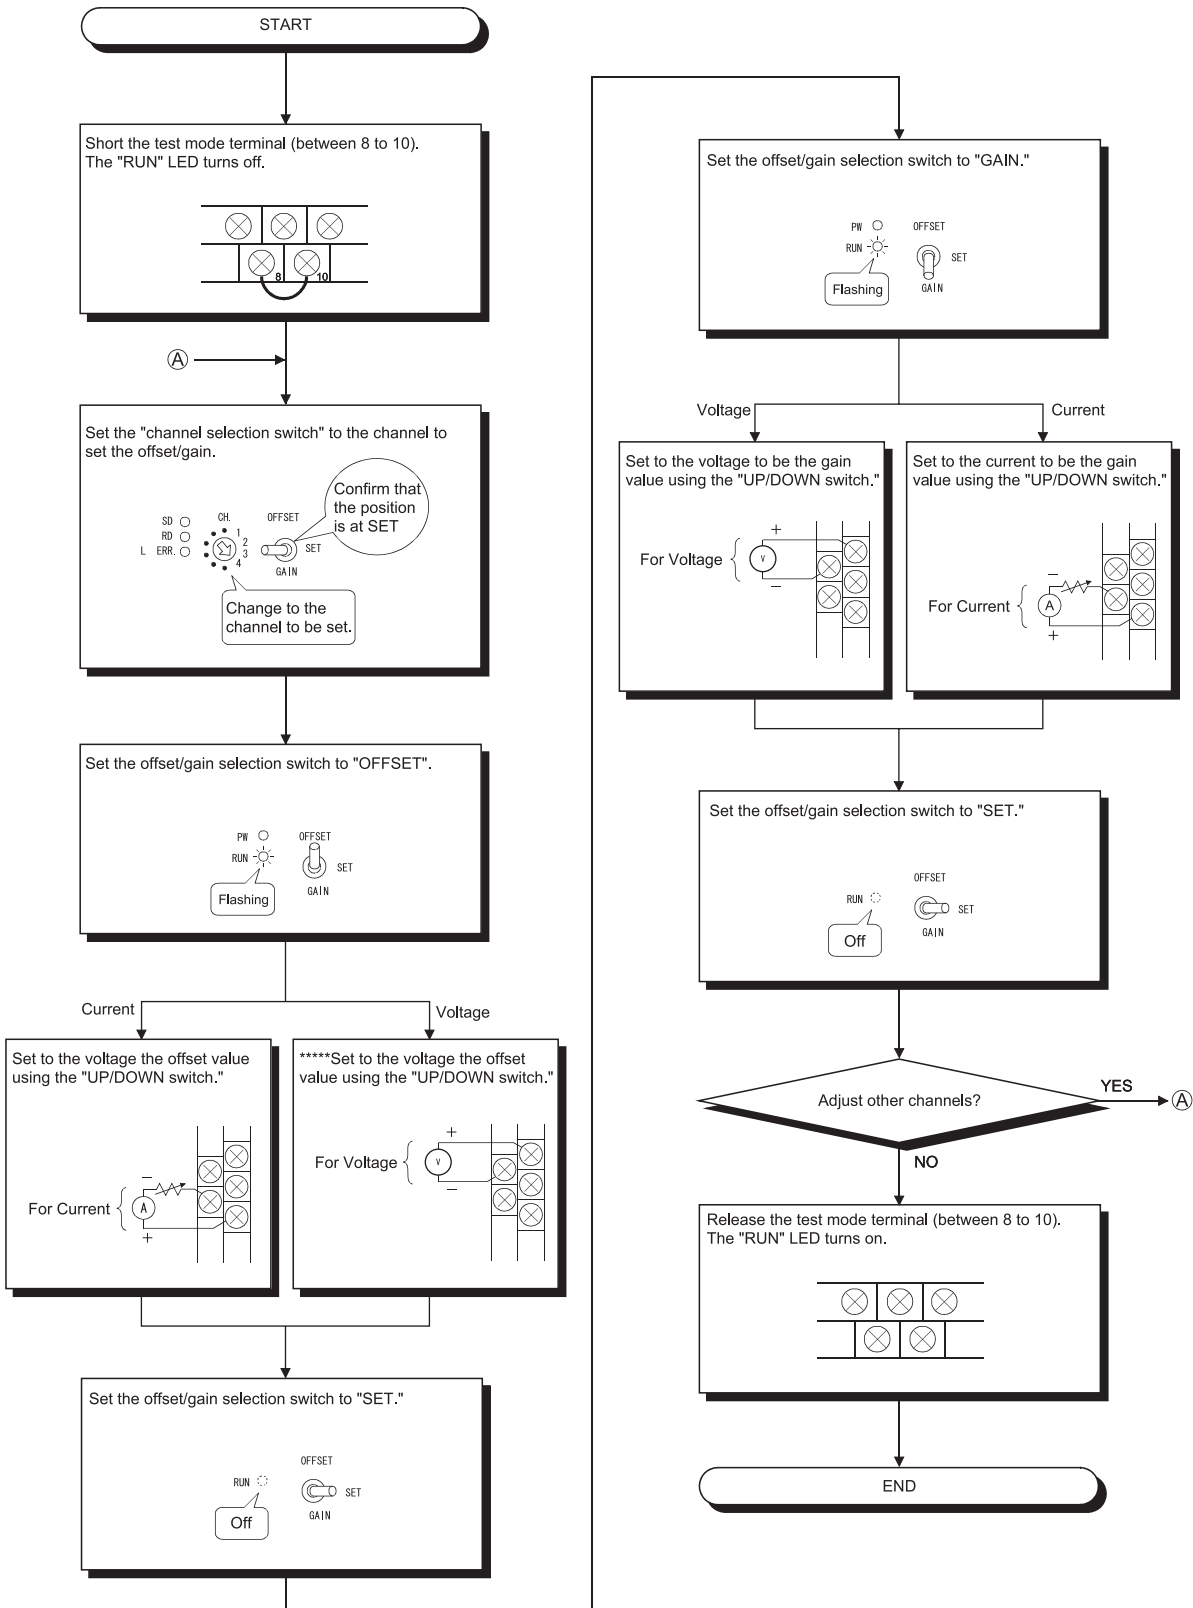 START
Short the test mode terminal (between 8 to 10).
The "RUN" LED turns off.
8
10
A
Set the "channel selection switch" to the channel to
set the offset/gain.
Confirm that
the position
is at SET
SD
RD
L ERR.
CH.
1
2
3
4
OFFSET
SET
GAIN
Change to the
channel to be set.
Set the offset/gain selection switch to "OFFSET".
PW
RUN
OFFSET
SET
GAIN
Flashing
Current
Voltage
Set to the voltage the offset value
using the "UP/DOWN switch."
For Current
−
A
+
*****Set to the voltage the offset
value using the "UP/DOWN switch."
For Voltage
+
V
−
Set the offset/gain selection switch to "SET."
OFFSET
RUN
SET
GAIN
Off
Set the offset/gain selection switch to "GAIN."
PW
RUN
OFFSET
SET
GAIN
Flashing
Voltage
Current
Set to the voltage to be the gain
value using the "UP/DOWN switch."
For Voltage
+
V
−
Set to the current to be the gain
value using the "UP/DOWN switch."
For Current
−
A
+
Set the offset/gain selection switch to "SET."
OFFSET
RUN
SET
GAIN
Off
Adjust other channels?
YES
A
NO
Release the test mode terminal (between 8 to 10).
The "RUN" LED turns on.
END